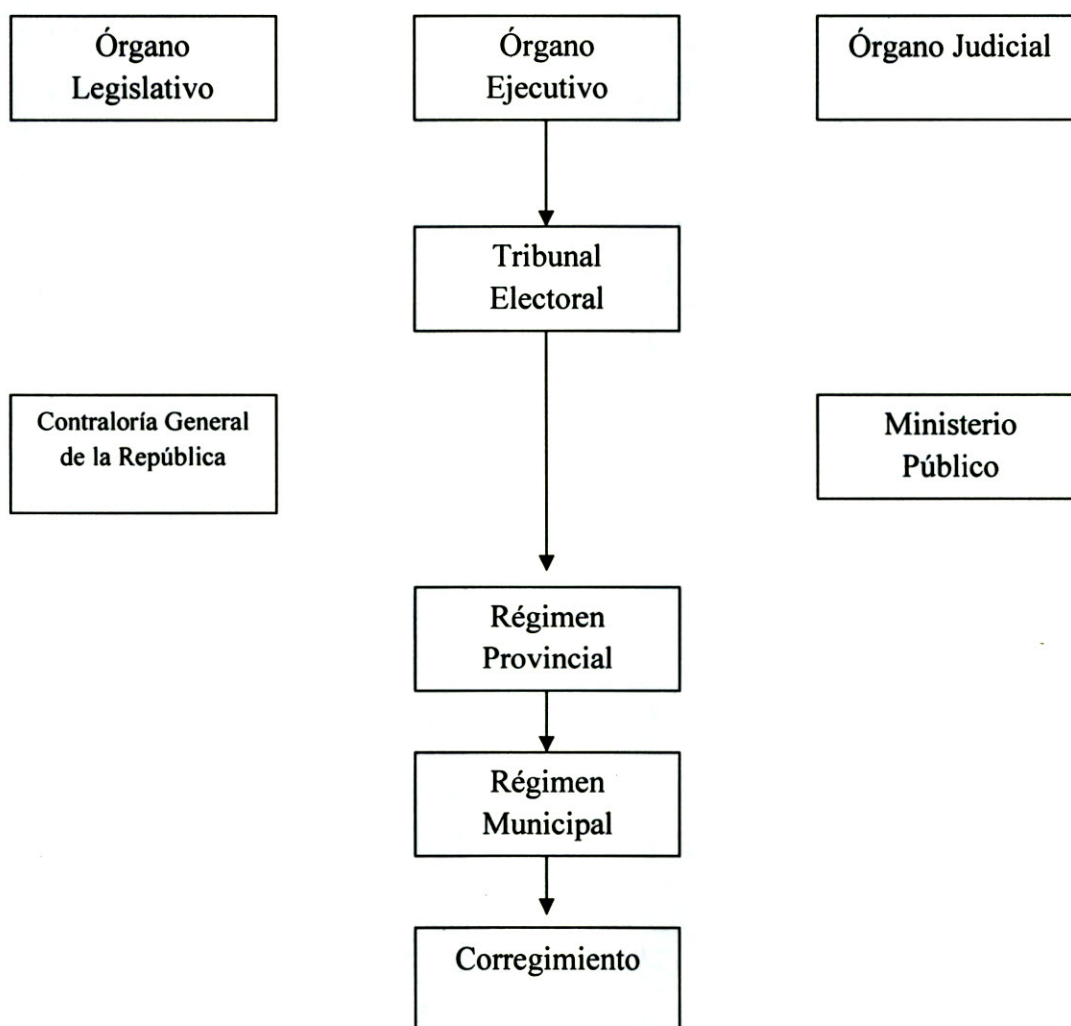 Órgano
Legislativo
Órgano
Ejecutivo
Órgano Judicial
Tribunal
Electoral
Contraloría General
de la República
Ministerio
Público
Régimen
Provincial
Régimen
Municipal
Corregimiento